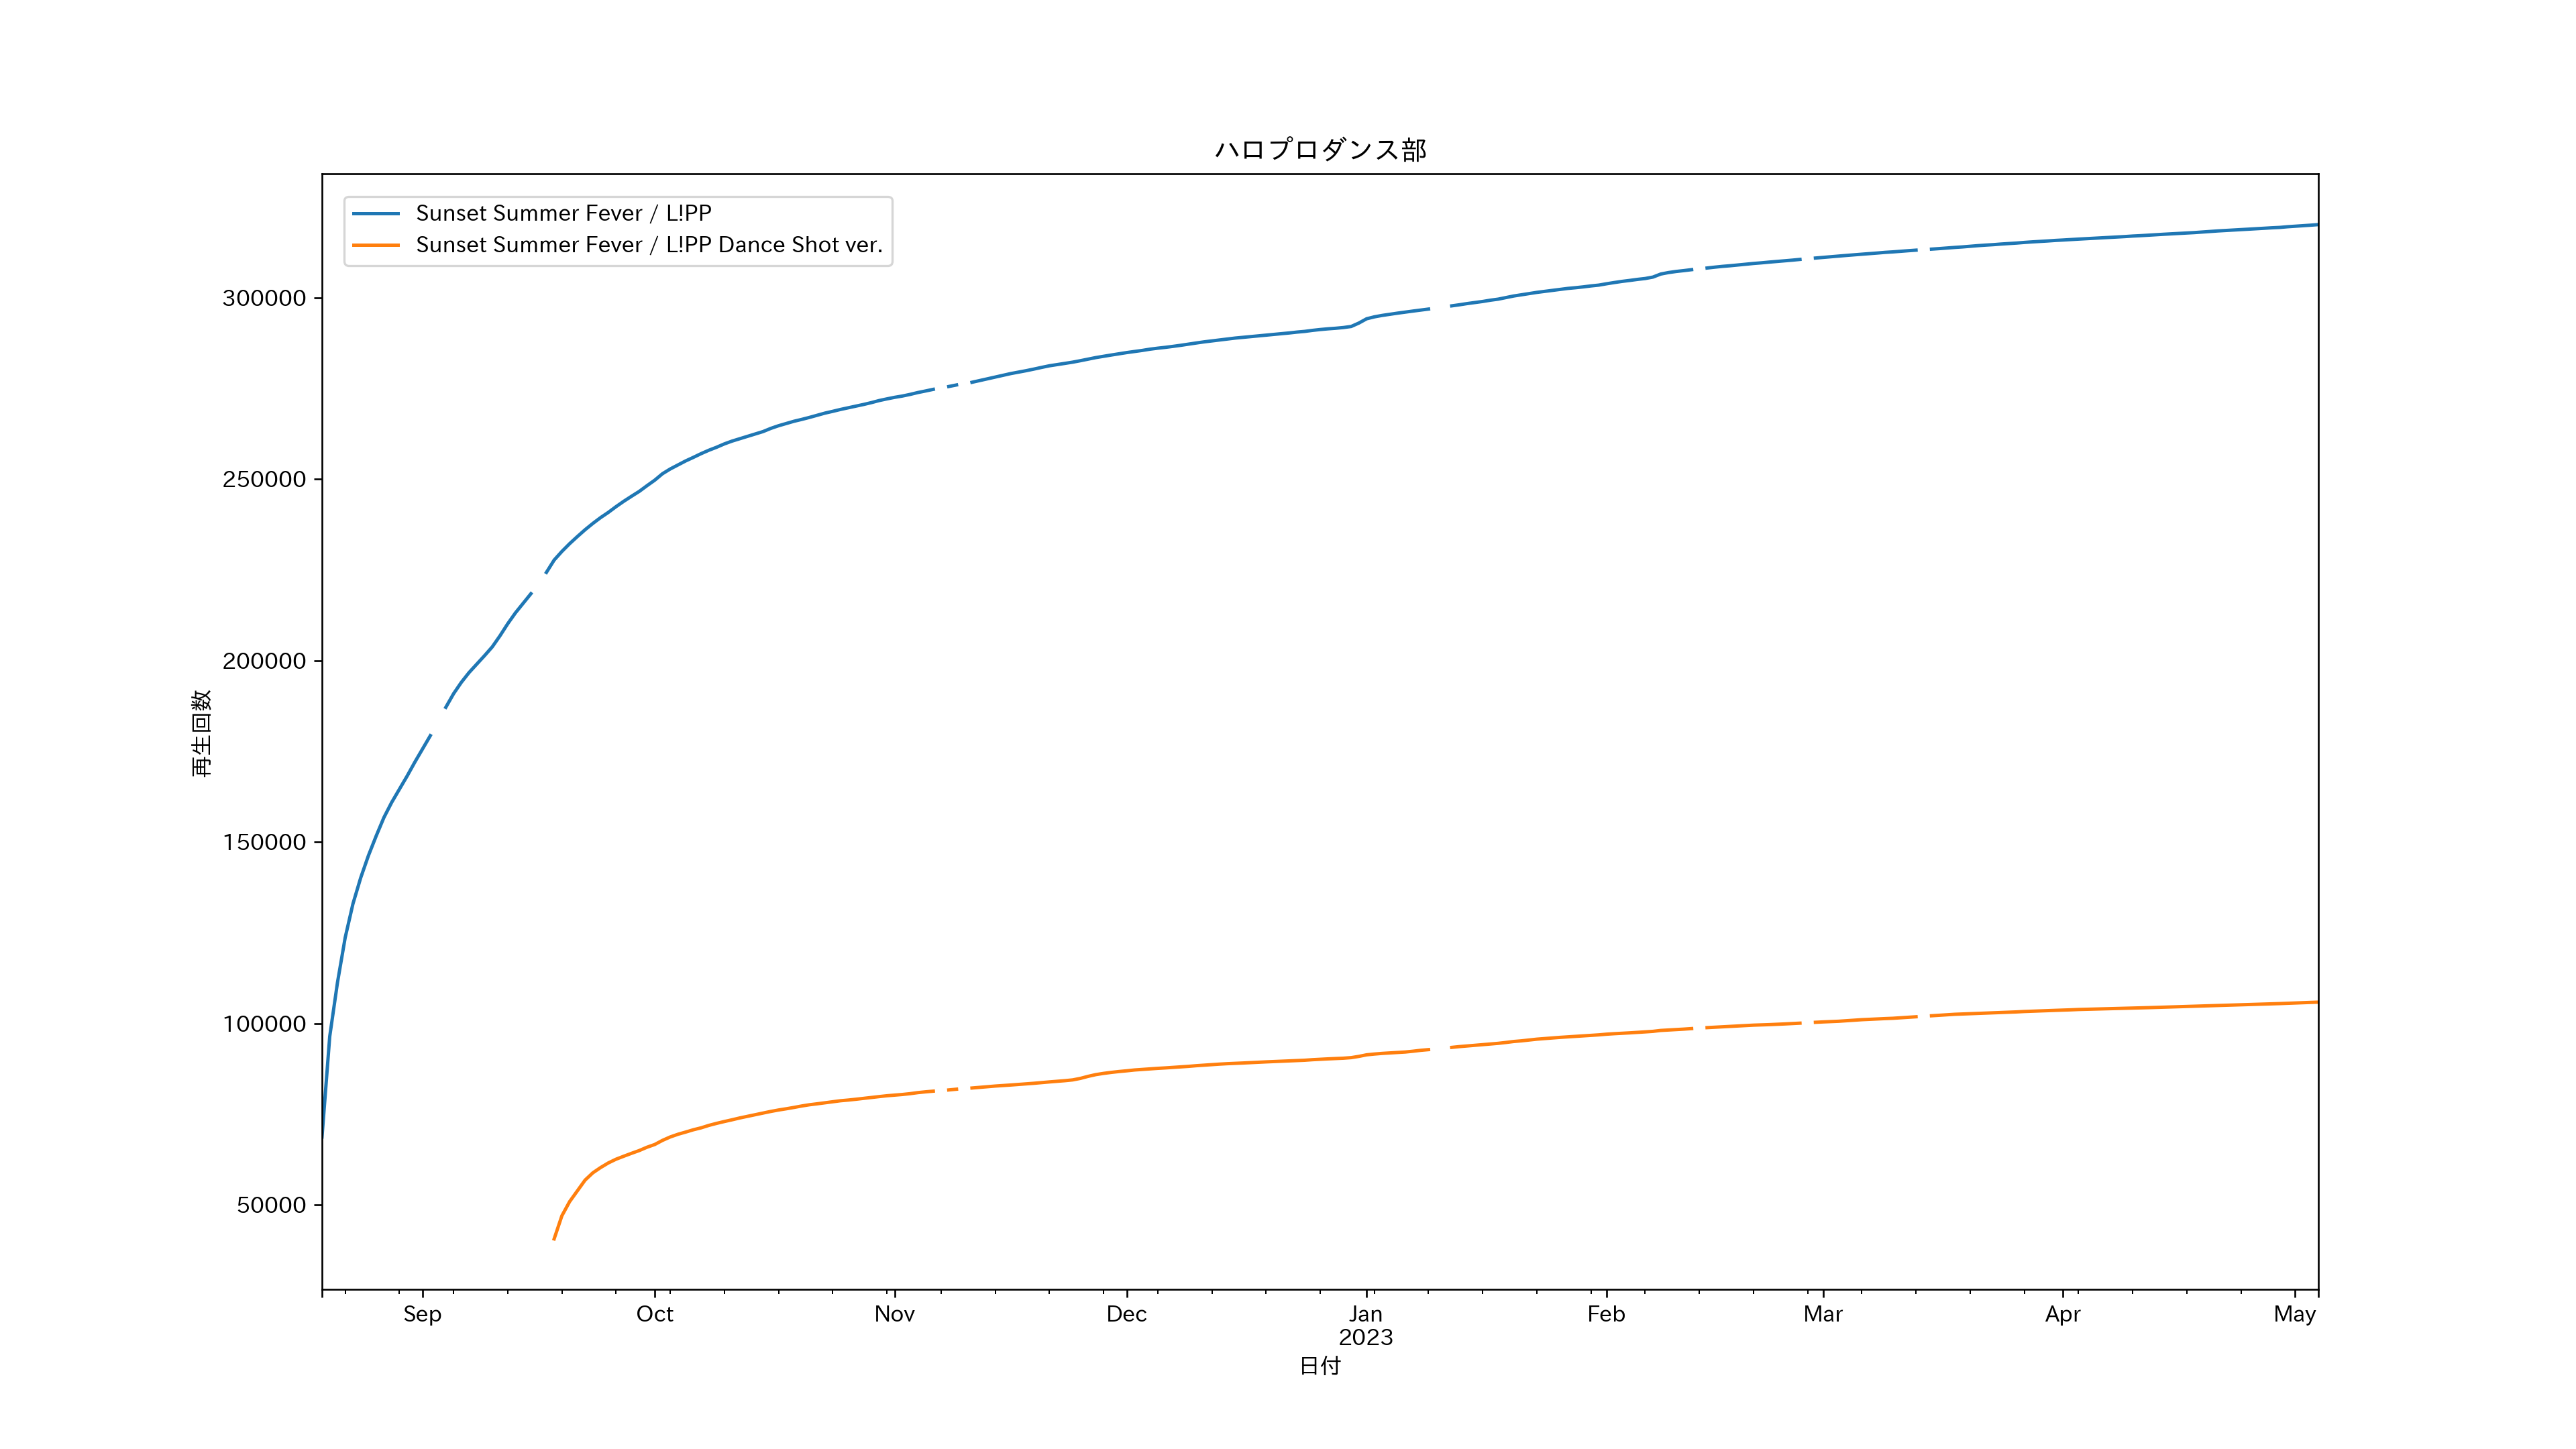 ハロプロダンス部
Sunset Summer Fever / L!PP
Sunset Summer Fever / L!PP Dance Shot ver.
再生回数
300000
250000
200000
150000
100000
50000
Sep Oct Nov Dec Jan Feb Mar Apr May
2023
日付